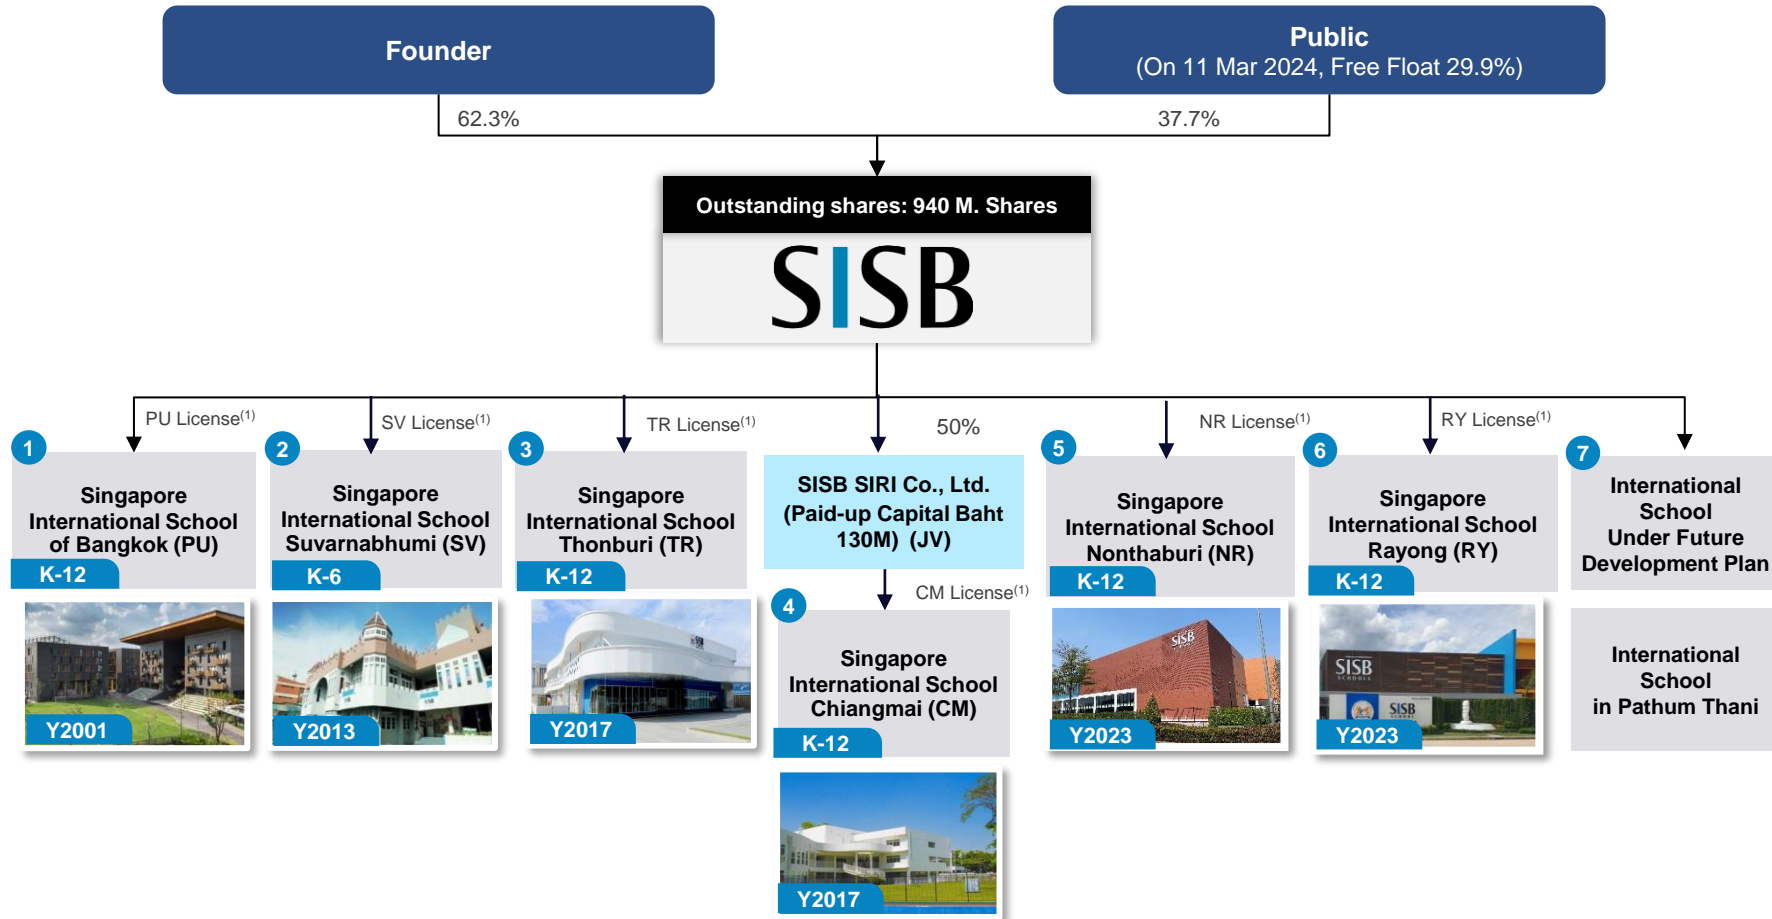 Founder
Public
(On 11 Mar 2024, Free Float 29.9%)
62.3%
37.7%
Outstanding shares: 940 M. Shares
SISB
PU License(1)
SV License(1)
TR License(1)
50%
NR License(1)
RY License(1)
1
Singapore
International School
of Bangkok (PU)
K-12
Y2001
2
Singapore
International School
Suvarnabhumi (SV)
K-6
Y2013
3
Singapore
International School
Thonburi (TR)
K-12
Y2017
SISB SIRI Co., Ltd.
(Paid-up Capital Baht
130M) (JV)
CM License(1)
4
Singapore
International School
Chiangmai (CM)
K-12
Y2017
5
Singapore
International School
Nonthaburi (NR)
K-12
SISB
Y2023
6
Singapore
International School
Rayong (RY)
K-12
SISB
SCHOOLS
SISB
Y2023
7
International
School
Under Future
Development Plan
International
School
in Pathum Thani